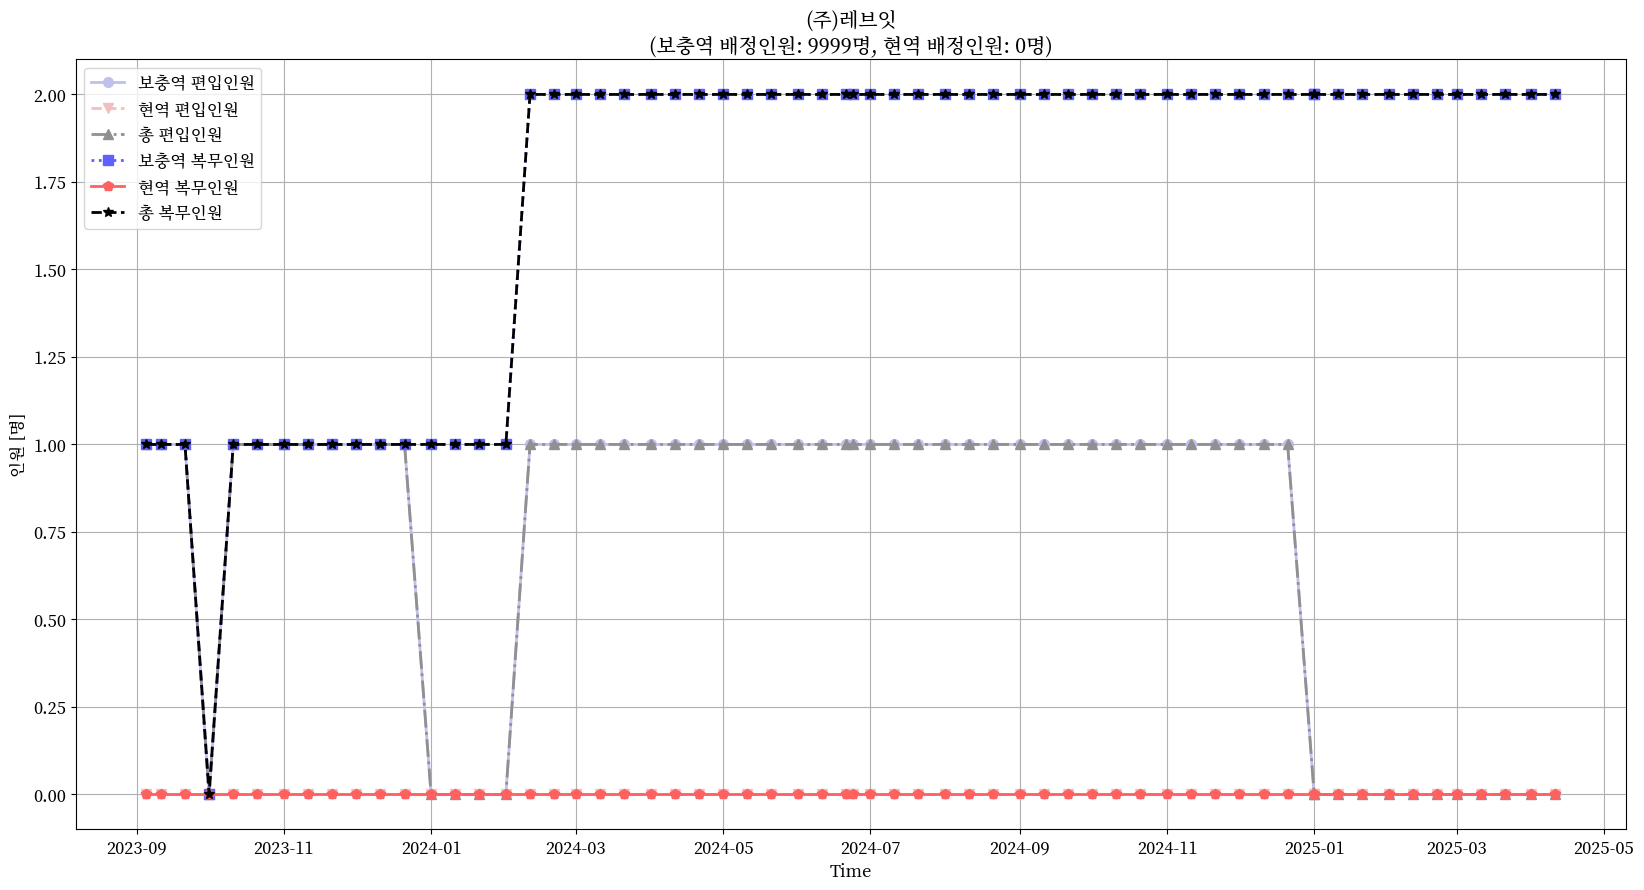 (주)레브잇
(보충역 배정인원: 9999명, 현역 배정인원: 0명)
보충역 편입인원
현역 편입인원
총 편입인원
보충역 복무인원
현역 복무인원
총 복무인원
2.00
1.75
1.50
1.25
1.00
0.75
0.50
0.25
0.00
인원 [명]
2023-09
2023-11
2024-01
2024-03
2024-05
2024-07
2024-09
2024-11
2025-01
2025-03
2025-05
Time